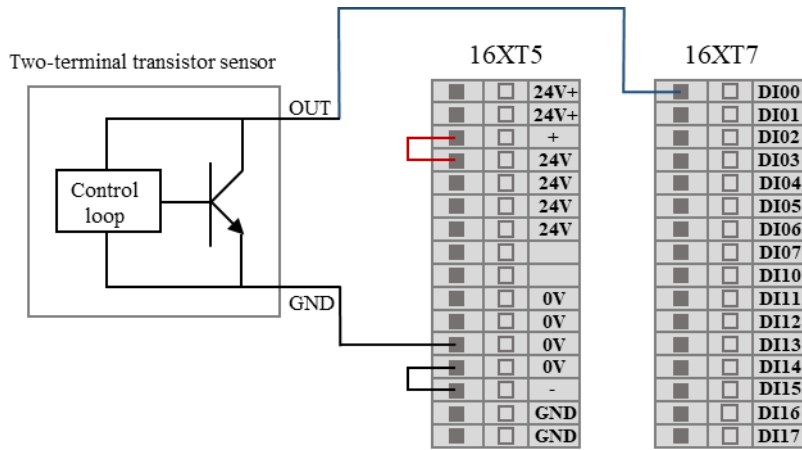 Two-terminal transistor sensor
OUT
Control
loop
GND
16XT5
24V+
24V+
+
24V
24V
24V
24V
0V
0V
0V
0V
-
GND
GND
16XT7
DI00
DI01
DI02
DI03
DI04
DI05
DI06
DI07
DI10
DI11
DI12
DI13
DI14
DI15
DI16
DI17